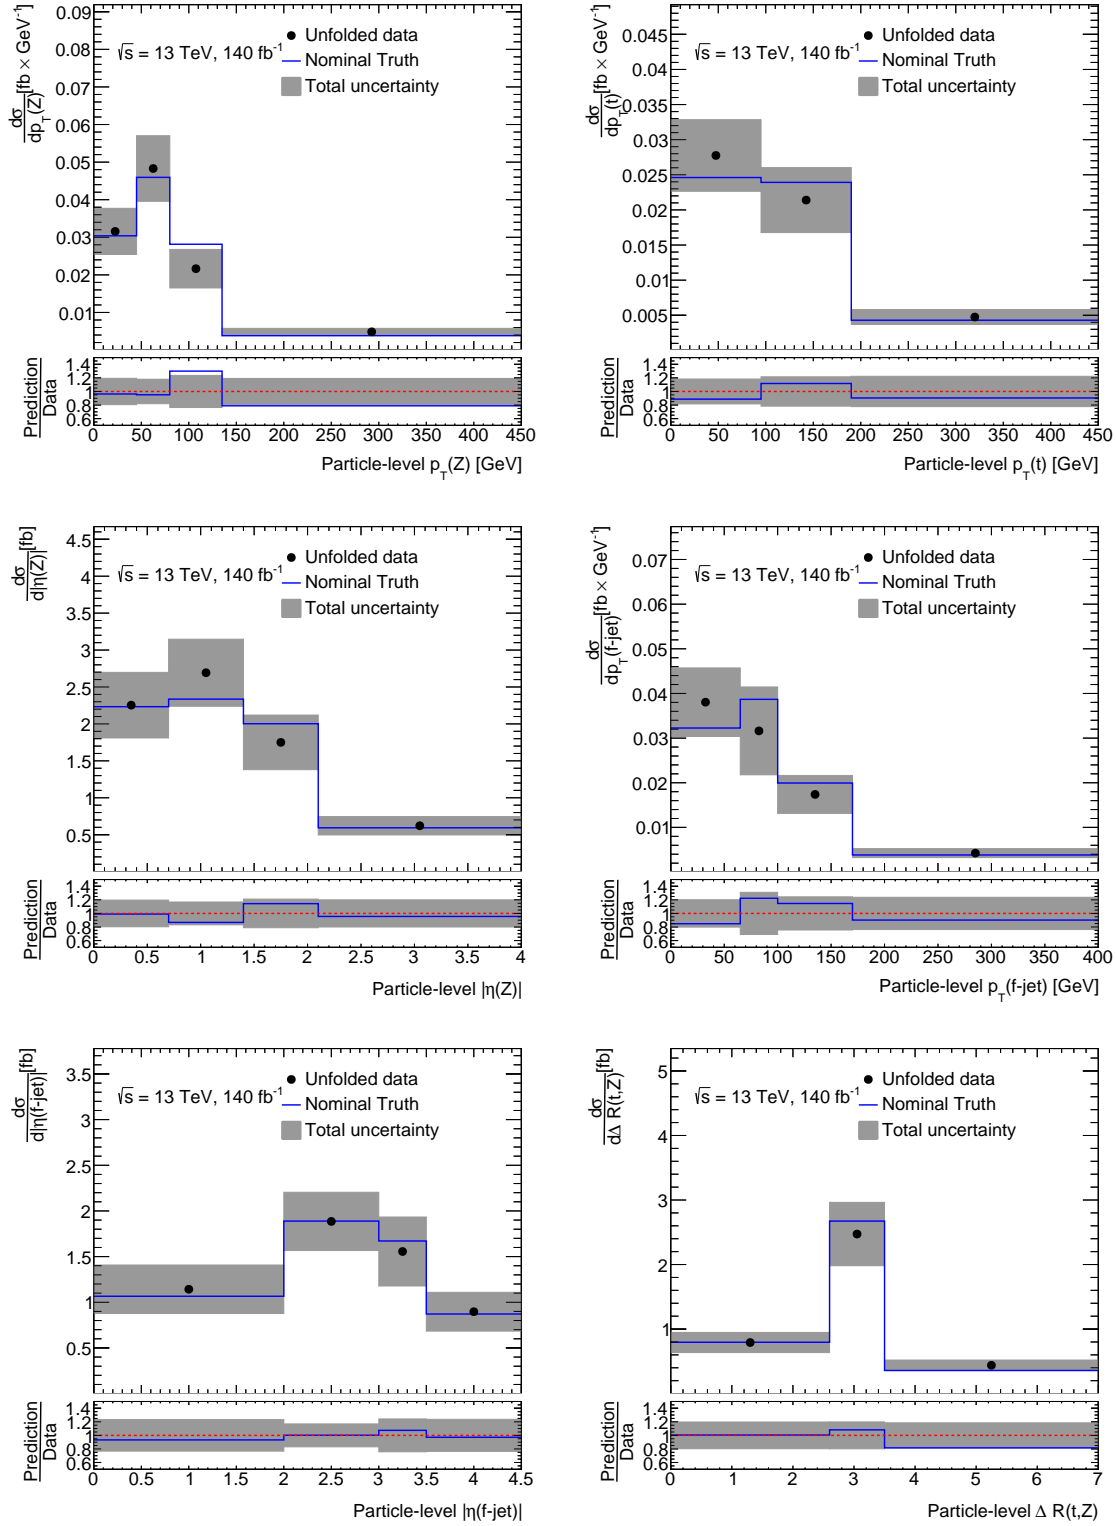 dσ/dp_T(Z) [fb × GeV⁻¹]
0.09
0.08
0.07
0.06
0.05
0.04
0.03
0.02
0.01
√s = 13 TeV, 140 fb⁻¹
Unfolded data
Nominal Truth
Total uncertainty
Prediction/Data
1.4
1.2
1
0.8
0.6
0 50 100 150 200 250 300 350 400 450
Particle-level p_T(Z) [GeV]
dσ/dp_T(t) [fb × GeV⁻¹]
0.045
0.04
0.035
0.03
0.025
0.02
0.015
0.01
0.005
√s = 13 TeV, 140 fb⁻¹
Unfolded data
Nominal Truth
Total uncertainty
Prediction/Data
1.4
1.2
1
0.8
0.6
0 50 100 150 200 250 300 350 400 450
Particle-level p_T(t) [GeV]
dσ/d|η(Z)| [fb]
4.5
4
3.5
3
2.5
2
1.5
1
0.5
√s = 13 TeV, 140 fb⁻¹
Unfolded data
Nominal Truth
Total uncertainty
Prediction/Data
1.4
1.2
1
0.8
0.6
0 0.5 1 1.5 2 2.5 3 3.5 4
Particle-level |η(Z)|
dσ/dp_T(f-jet) [fb × GeV⁻¹]
0.07
0.06
0.05
0.04
0.03
0.02
0.01
√s = 13 TeV, 140 fb⁻¹
Unfolded data
Nominal Truth
Total uncertainty
Prediction/Data
1.4
1.2
1
0.8
0.6
0 50 100 150 200 250 300 350 400
Particle-level p_T(f-jet) [GeV]
dσ/d|η(f-jet)| [fb]
3.5
3
2.5
2
1.5
1
0.5
√s = 13 TeV, 140 fb⁻¹
Unfolded data
Nominal Truth
Total uncertainty
Prediction/Data
1.4
1.2
1
0.8
0.6
0 0.5 1 1.5 2 2.5 3 3.5 4 4.5
Particle-level |η(f-jet)|
dσ/dΔ R(t,Z) [fb]
5
4
3
2
1
√s = 13 TeV, 140 fb⁻¹
Unfolded data
Nominal Truth
Total uncertainty
Prediction/Data
1.4
1.2
1
0.8
0.6
0 1 2 3 4 5 6 7
Particle-level Δ R(t,Z)